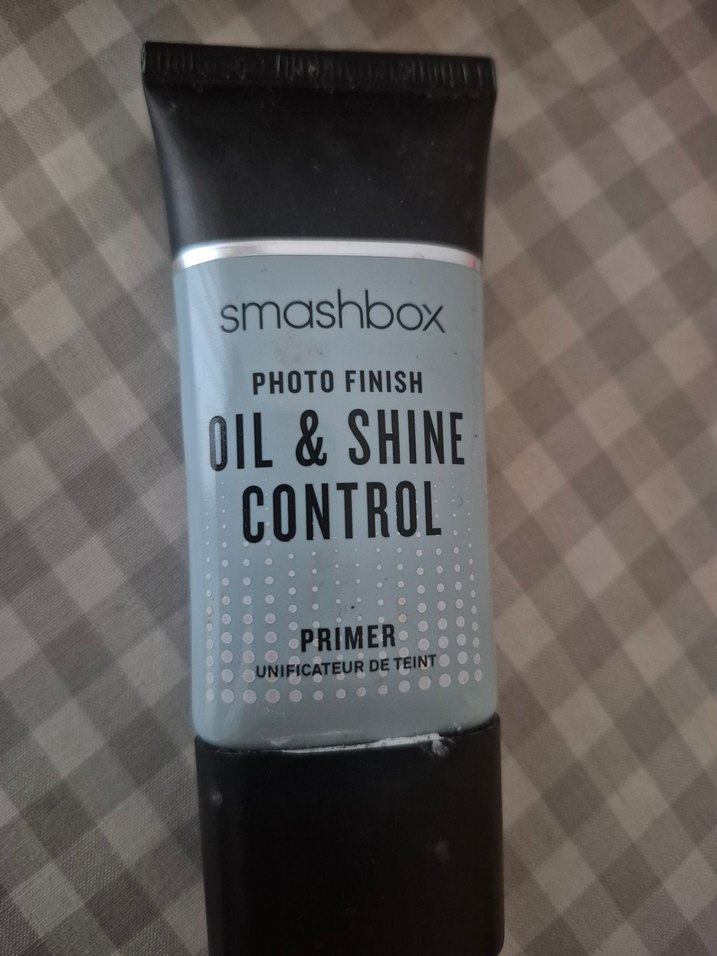 smashbox
PHOTO FINISH
OIL & SHINE
CONTROL
PRIMER
UNIFICATEUR DE TEINT